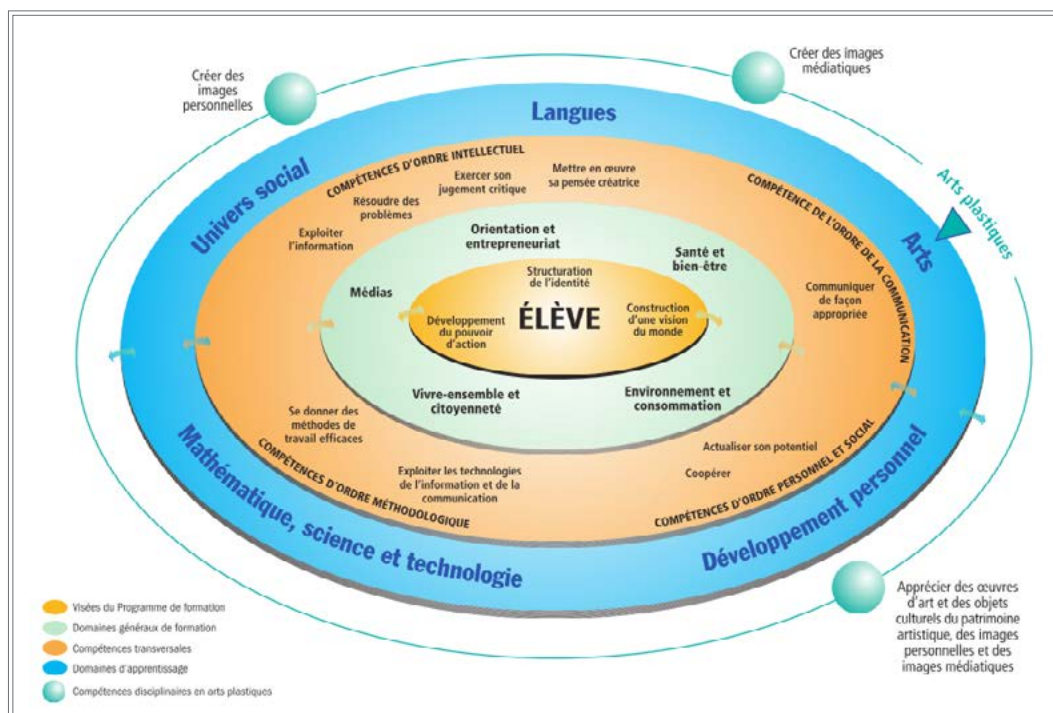 Créer des
images
personnelles
Créer des images
médiatiques
Arts plastiques
Langues
Univers social
Arts
COMPÉTENCES D'ORDRE INTELLECTUEL
COMPÉTENCE DE L'ORDRE DE LA COMMUNICATION
Exploiter
l'information
Résoudre des
problèmes
Exercer son
jugement critique
Mettre en œuvre
sa pensée créatrice
Communiquer
de façon
appropriée
Orientation et
entrepreneuriat
Santé et
bien-être
Médias
Structuration
de l'identité
ÉLÈVE
Développement
du pouvoir
d'action
Construction
d'une vision
du monde
Vivre-ensemble et
citoyenneté
Environnement et
consommation
Se donner des
méthodes de
travail efficaces
Exploiter les technologies
de l'information et de la
communication
Actualiser son potentiel
Coopérer
COMPÉTENCES D'ORDRE MÉTHODOLOGIQUE
COMPÉTENCES D'ORDRE PERSONNEL ET SOCIAL
Mathématique, science et technologie
Développement personnel
Apprécier des œuvres
d'art et des objets
culturels du patrimoine
artistique, des images
personnelles et des
images médiatiques
Visées du Programme de formation
Domaines généraux de formation
Compétences transversales
Domaines d'apprentissage
Compétences disciplinaires en arts plastiques